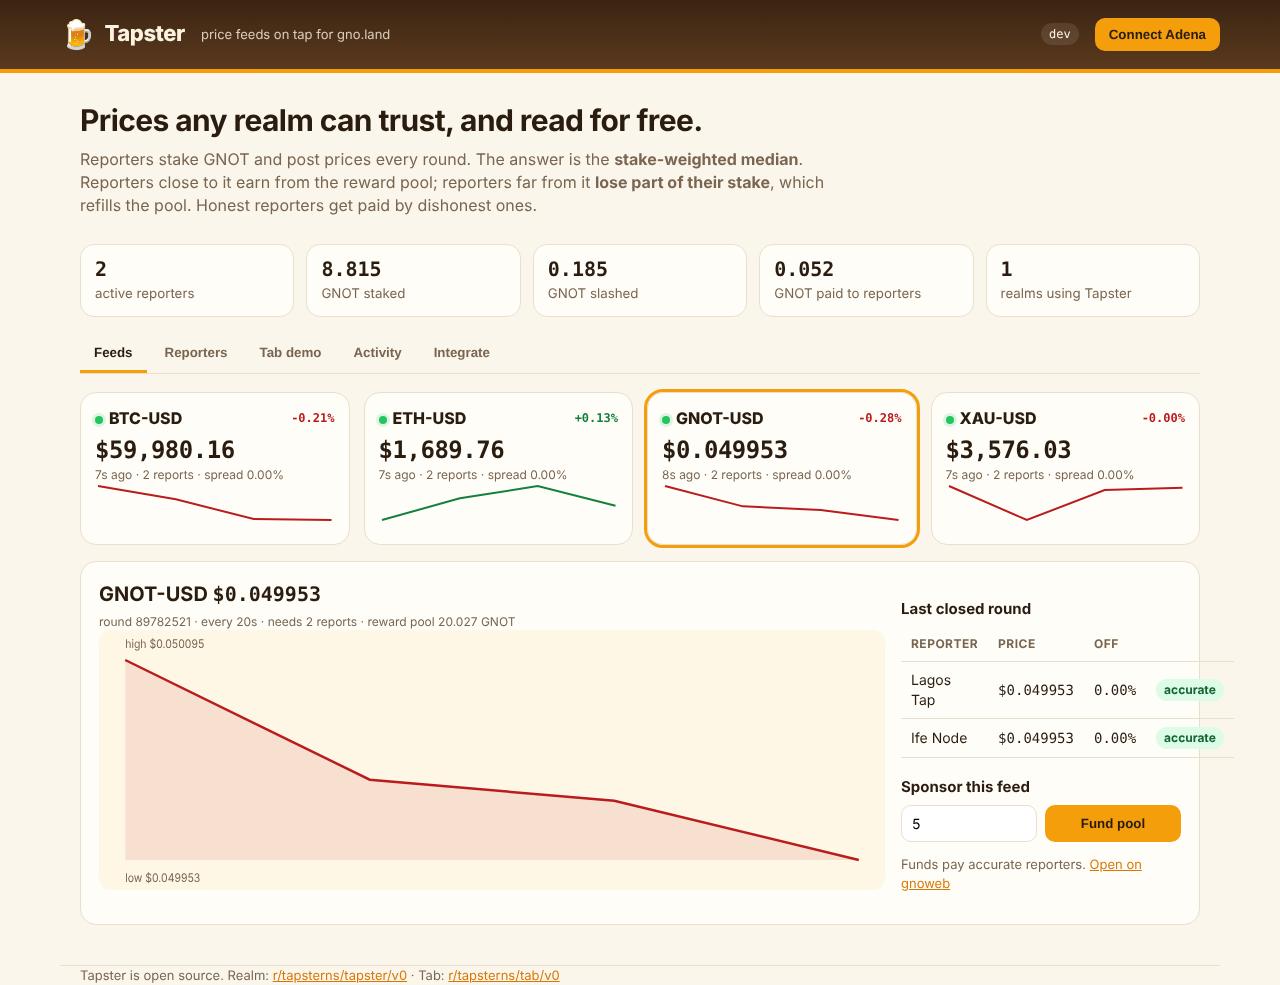 Tapster price feeds on tap for gno.land dev Connect Adena
Prices any realm can trust, and read for free.
Reporters stake GNOT and post prices every round. The answer is the stake-weighted median.
Reporters close to it earn from the reward pool; reporters far from it lose part of their stake, which
refills the pool. Honest reporters get paid by dishonest ones.
2 8.815 0.185 0.052 1
active reporters GNOT staked GNOT slashed GNOT paid to reporters realms using Tapster
Feeds Reporters Tab demo Activity Integrate
BTC-USD -0.21% ETH-USD +0.13% GNOT-USD -0.28% XAU-USD -0.00%
$59,980.16 $1,689.76 $0.049953 $3,576.03
7s ago · 2 reports · spread 0.00% 7s ago · 2 reports · spread 0.00% 8s ago · 2 reports · spread 0.00% 7s ago · 2 reports · spread 0.00%
GNOT-USD $0.049953
round 89782521 · every 20s · needs 2 reports · reward pool 20.027 GNOT
high $0.050095
low $0.049953
Last closed round
REPORTER PRICE OFF
Lagos
Tap $0.049953 0.00% accurate
Ife Node $0.049953 0.00% accurate
Sponsor this feed
5 Fund pool
Funds pay accurate reporters. Open on
gnoweb
Tapster is open source. Realm: r/tapsterns/tapster/v0 · Tab: r/tapsterns/tab/v0